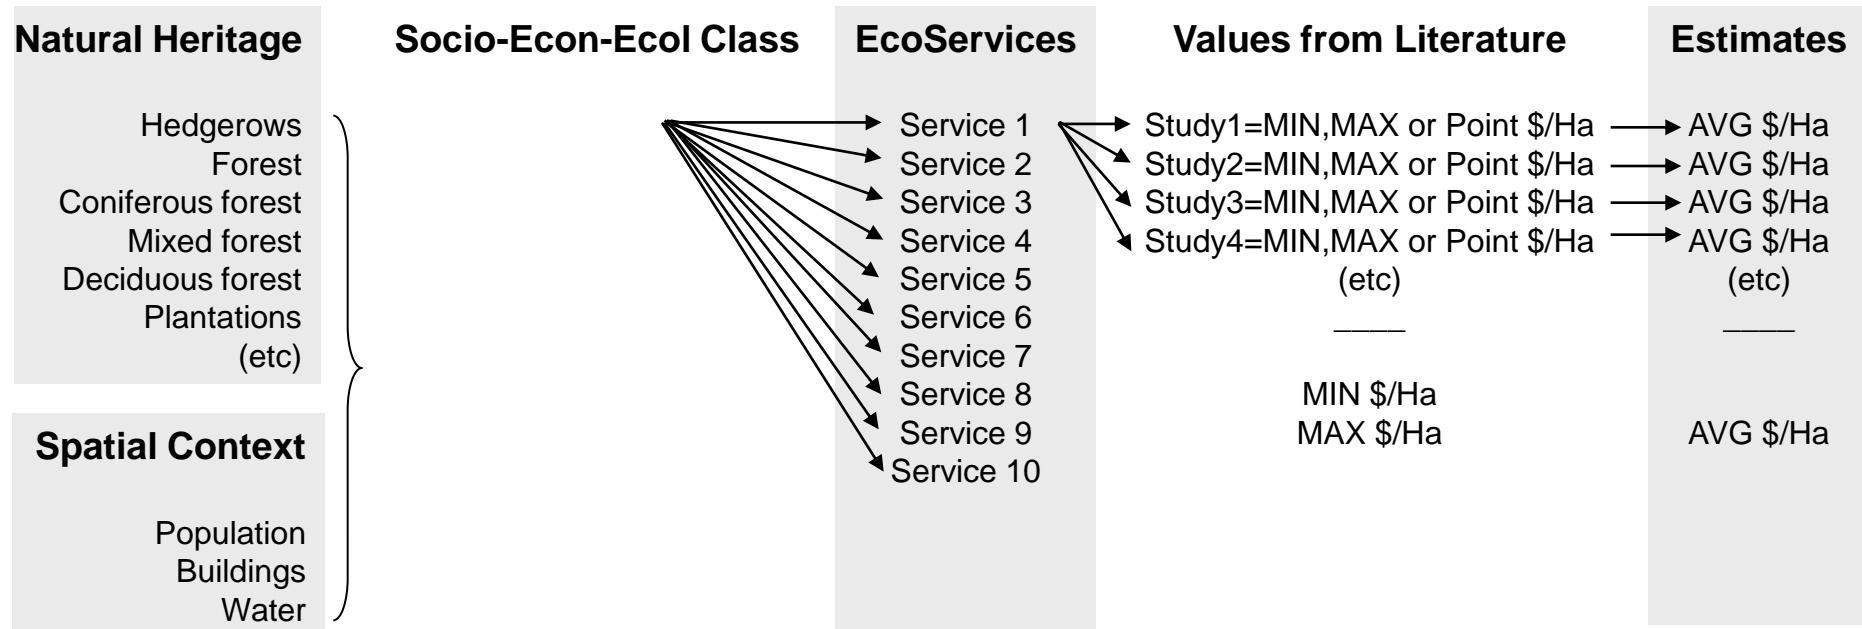 Natural Heritage
Hedgerows
Forest
Coniferous forest
Mixed forest
Deciduous forest
Plantations
(etc)
Spatial Context
Population
Buildings
Water
Socio-Econ-Ecol Class
EcoServices
Service 1
Service 2
Service 3
Service 4
Service 5
Service 6
Service 7
Service 8
Service 9
Service 10
Values from Literature
Study1=MIN,MAX or Point $/Ha
Study2=MIN,MAX or Point $/Ha
Study3=MIN,MAX or Point $/Ha
Study4=MIN,MAX or Point $/Ha
(etc)
____
MIN $/Ha
MAX $/Ha
Estimates
AVG $/Ha
AVG $/Ha
AVG $/Ha
AVG $/Ha
(etc)
____
AVG $/Ha